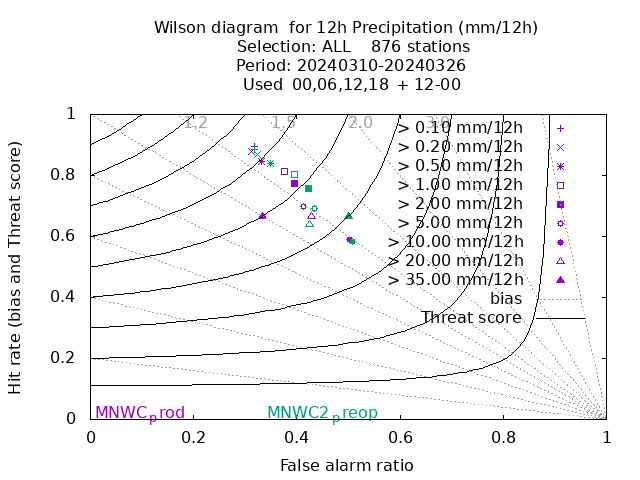 Wilson diagram  for 12h Precipitation (mm/12h)
Selection: ALL    876 stations
Period: 20240310-20240326
Used  00,06,12,18  + 12-00
Hit rate (bias and Threat score)
1
0.8
0.6
0.4
0.2
0
1.2
1.5
2.0
3.0
> 0.10 mm/12h
> 0.20 mm/12h
> 0.50 mm/12h
> 1.00 mm/12h
> 2.00 mm/12h
> 5.00 mm/12h
> 10.00 mm/12h
> 20.00 mm/12h
> 35.00 mm/12h
bias
Threat score
MNWCprod
MNWC2preop
0
0.2
0.4
0.6
0.8
1
False alarm ratio